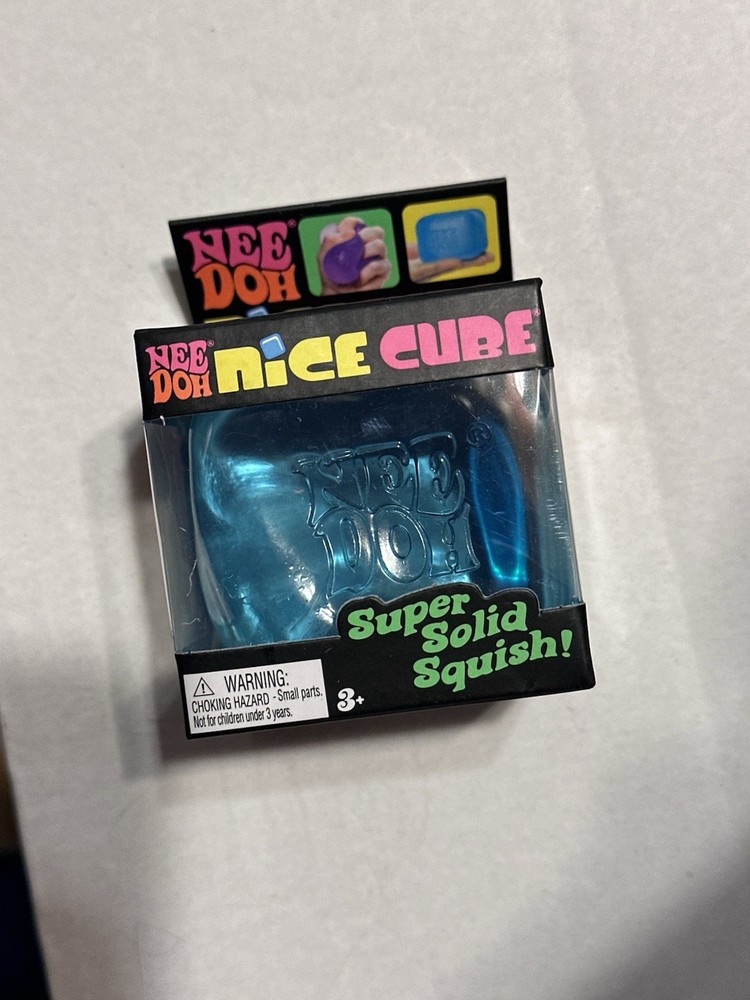 NEE®
DOH
NEE®
DOH
nice CUBE®
NEE®
DOH
Super
Solid
Squish!
WARNING:
CHOKING HAZARD - Small parts.
Not for children under 3 years.
3+